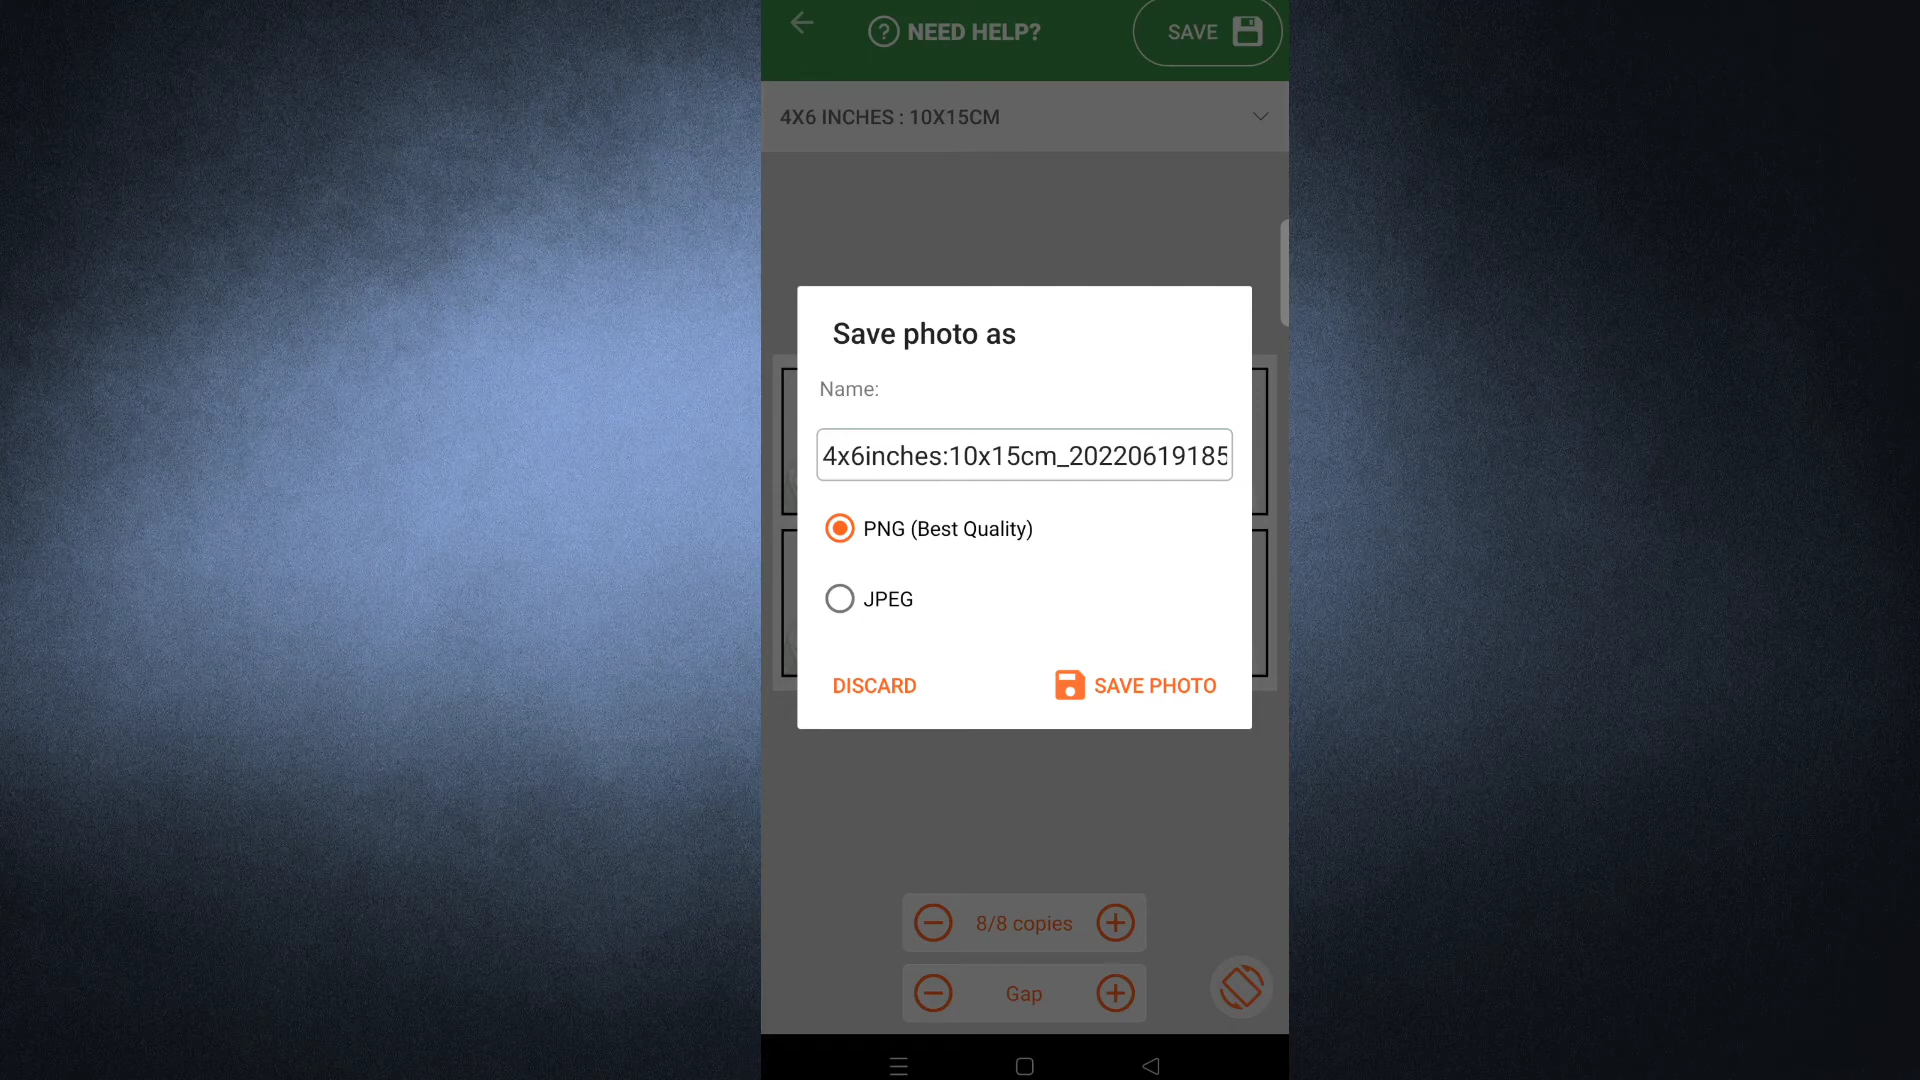 NEED HELP?
SAVE
4X6 INCHES : 10X15CM
Save photo as
Name:
4x6inches:10x15cm_20220619185
PNG (Best Quality)
JPEG
DISCARD
SAVE PHOTO
8/8 copies
Gap